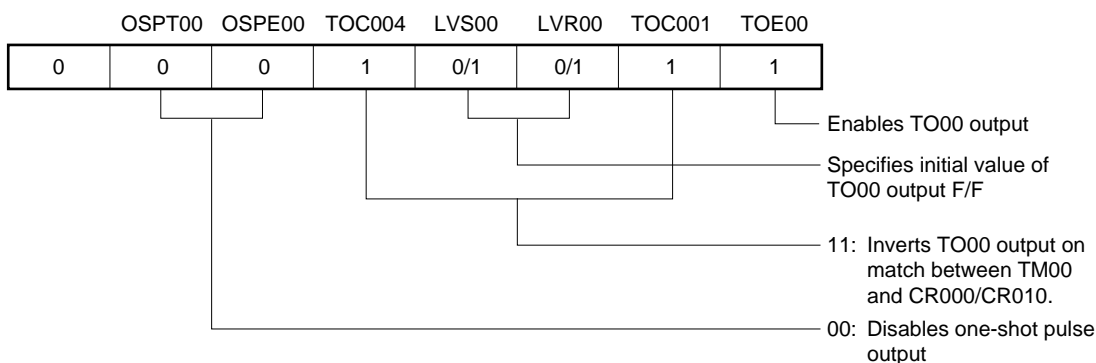 OSPT00 OSPE00 TOC004 LVS00 LVR00 TOC001 TOE00
0 0 0 1 0/1 0/1 1 1
Enables TO00 output
Specifies initial value of
TO00 output F/F
11: Inverts TO00 output on
match between TM00
and CR000/CR010.
00: Disables one-shot pulse
output